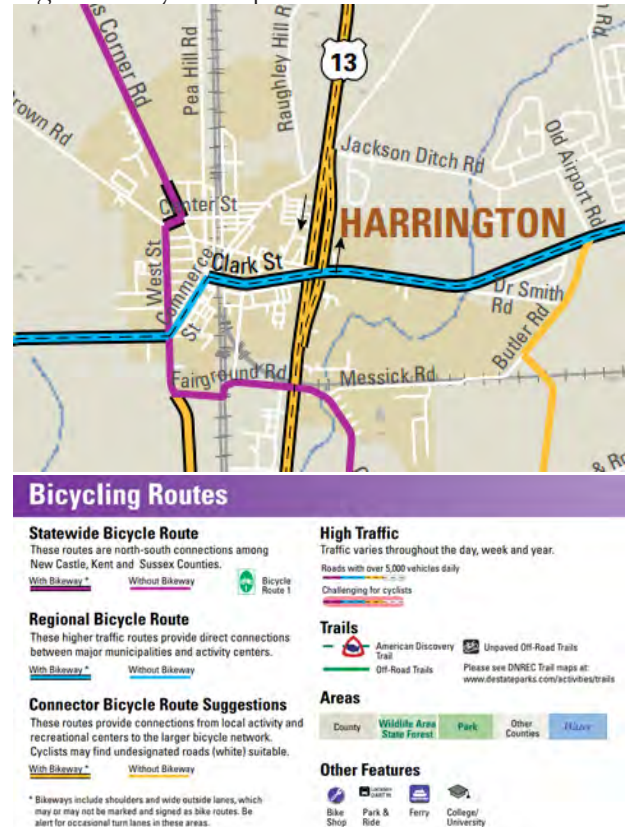 s Corner Rd
Pea Hill Rd
Raughley Hill R
13
Brown Rd
Jackson Ditch Rd
Old Airport Rd
Center St
HARRINGTON
West St
Commerce St
Clark St
Dr Smith Rd
Butler Rd
Fairground Rd
Messick Rd
Bicycling Routes
Statewide Bicycle Route
These routes are north-south connections among
New Castle, Kent and Sussex Counties.
With Bikeway *
Without Bikeway
Bicycle
Route 1
Regional Bicycle Route
These higher traffic routes provide direct connections
between major municipalities and activity centers.
With Bikeway *
Without Bikeway
Connector Bicycle Route Suggestions
These routes provide connections from local activity and
recreational centers to the larger bicycle network.
Cyclists may find undesignated roads (white) suitable.
With Bikeway *
Without Bikeway
* Bikeways include shoulders and wide outside lanes, which
may or may not be marked and signed as bike routes. Be
alert for occasional turn lanes in these areas.
High Traffic
Traffic varies throughout the day, week and year.
Roads with over 5,000 vehicles daily
Challenging for cyclists
Trails
American Discovery
Trail
Unpaved Off-Road Trails
Off-Road Trails
Please see DNREC Trail maps at:
www.destateparks.com/activities/trails
Areas
County
Wildlife Area
State Forest
Park
Other
Counties
Water
Other Features
Bike
Shop
Park &
Ride
Ferry
College/
University